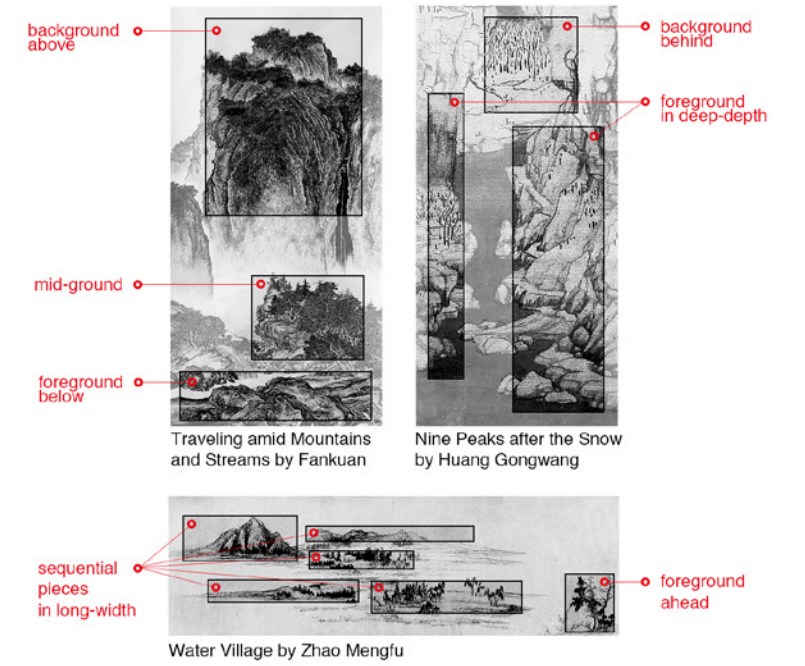 background
above
mid-ground
foreground
below
Traveling amid Mountains
and Streams by Fankuan
background
behind
foreground
in deep-depth
Nine Peaks after the Snow
by Huang Gongwang
sequential
pieces
in long-width
foreground
ahead
Water Village by Zhao Mengfu